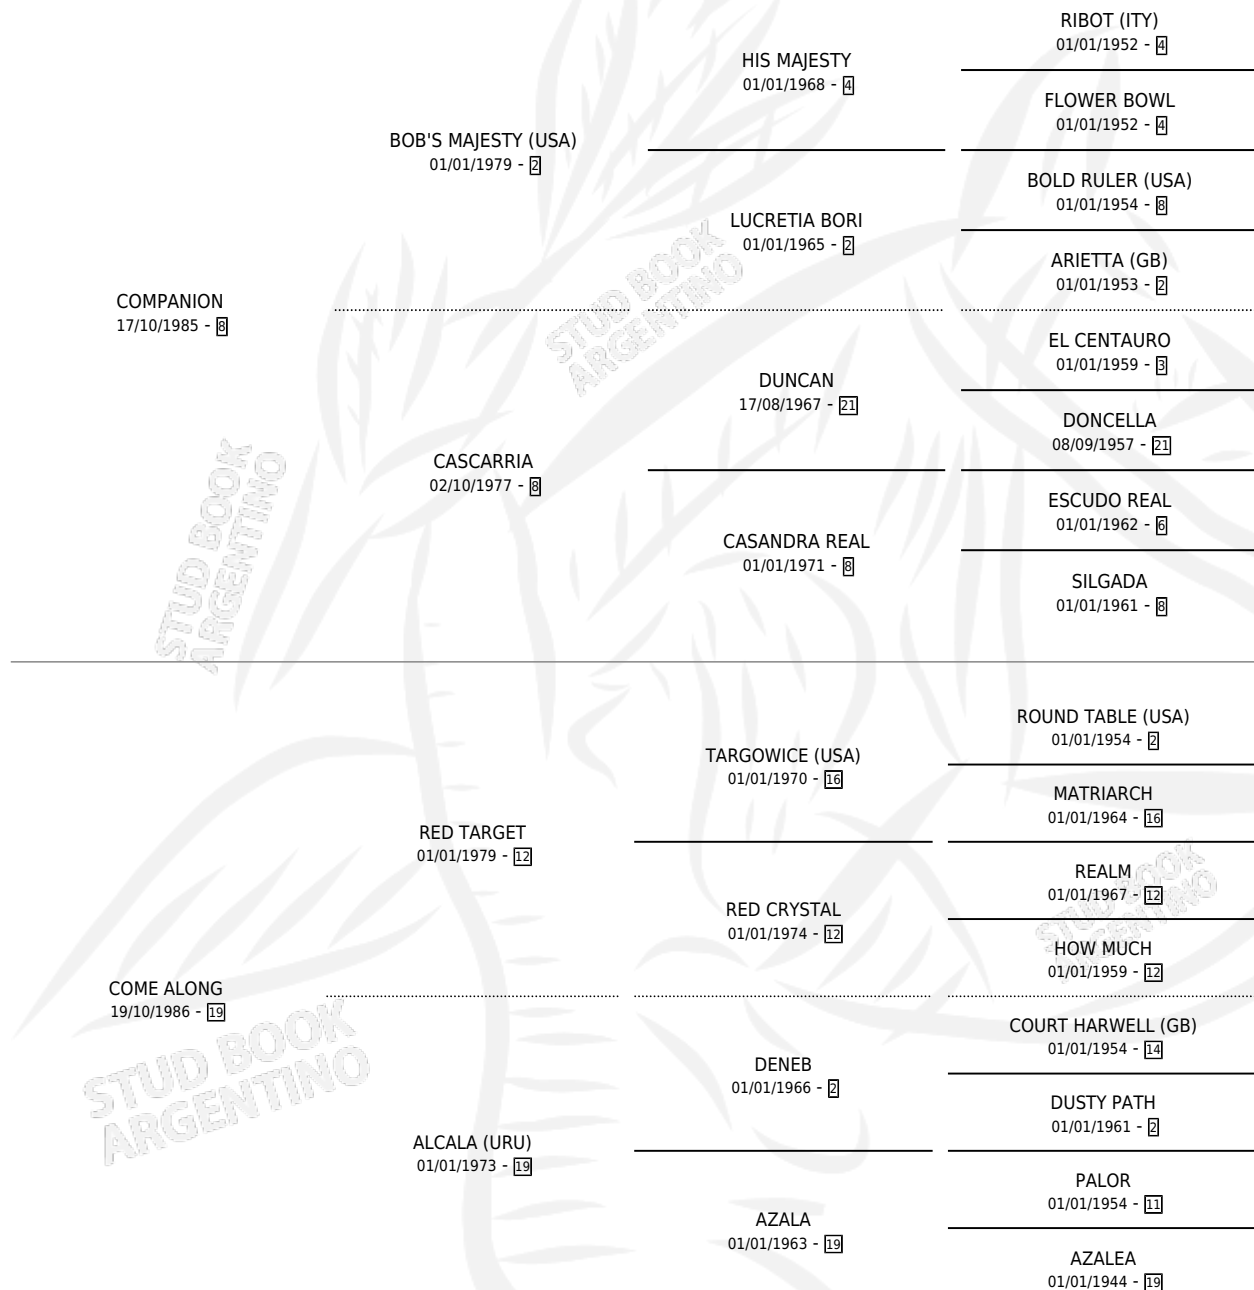 RIBOT (ITY)
01/01/1952 - 4
HIS MAJESTY
01/01/1968 - 4
FLOWER BOWL
01/01/1952 - 4
BOB'S MAJESTY (USA)
01/01/1979 - 2
BOLD RULER (USA)
01/01/1954 - 8
LUCRETIA BORI
01/01/1965 - 2
ARIETTA (GB)
01/01/1953 - 2
COMPANION
17/10/1985 - 8
EL CENTAURO
01/01/1959 - 3
DUNCAN
17/08/1967 - 21
DONCELLA
08/09/1957 - 21
CASCARRIA
02/10/1977 - 8
ESCUDO REAL
01/01/1962 - 6
CASANDRA REAL
01/01/1971 - 8
SILGADA
01/01/1961 - 8
STUD BOOK
ARGENTINO
STUD BOOK
ARGENTINO
ROUND TABLE (USA)
01/01/1954 - 2
TARGOWICE (USA)
01/01/1970 - 16
MATRIARCH
01/01/1964 - 16
RED TARGET
01/01/1979 - 12
REALM
01/01/1967 - 12
RED CRYSTAL
01/01/1974 - 12
HOW MUCH
01/01/1959 - 12
STUD BOOK
ARGENTINO
COME ALONG
19/10/1986 - 19
COURT HARWELL (GB)
01/01/1954 - 14
DENEB
01/01/1966 - 2
DUSTY PATH
01/01/1961 - 2
STUD BOOK
ARGENTINO
ALCALA (URU)
01/01/1973 - 19
PALOR
01/01/1954 - 11
AZALA
01/01/1963 - 19
AZALEA
01/01/1944 - 19